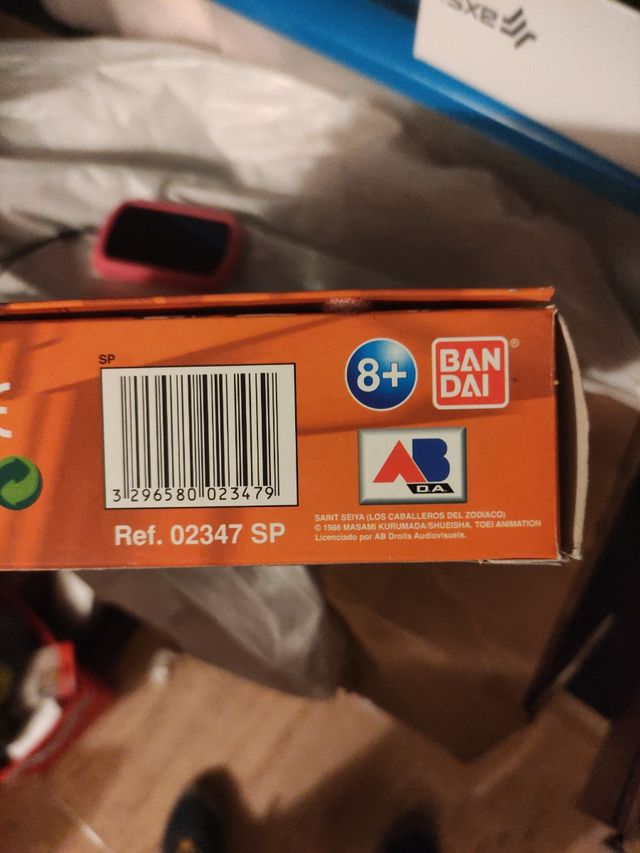 SP
3 296580 023479
Ref. 02347 SP
8+
BAN
DAI
®
AB
D.A.
SAINT SEIYA (LOS CABALLEROS DEL ZODIACO)
© 1986 MASAMI KURUMADA/SHUEISHA, TOEI ANIMATION
Licenciado por AB Droits Audiovisuels.